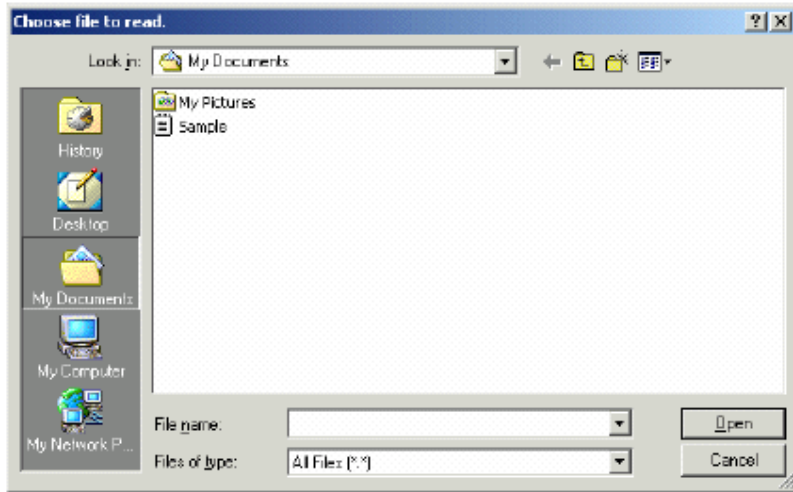 Choose file to read.
Look in: My Documents
My Pictures
Sample
History
Desktop
My Documents
My Computer
My Network P...
File name:
Open
Files of type: All Files (*.*)
Cancel